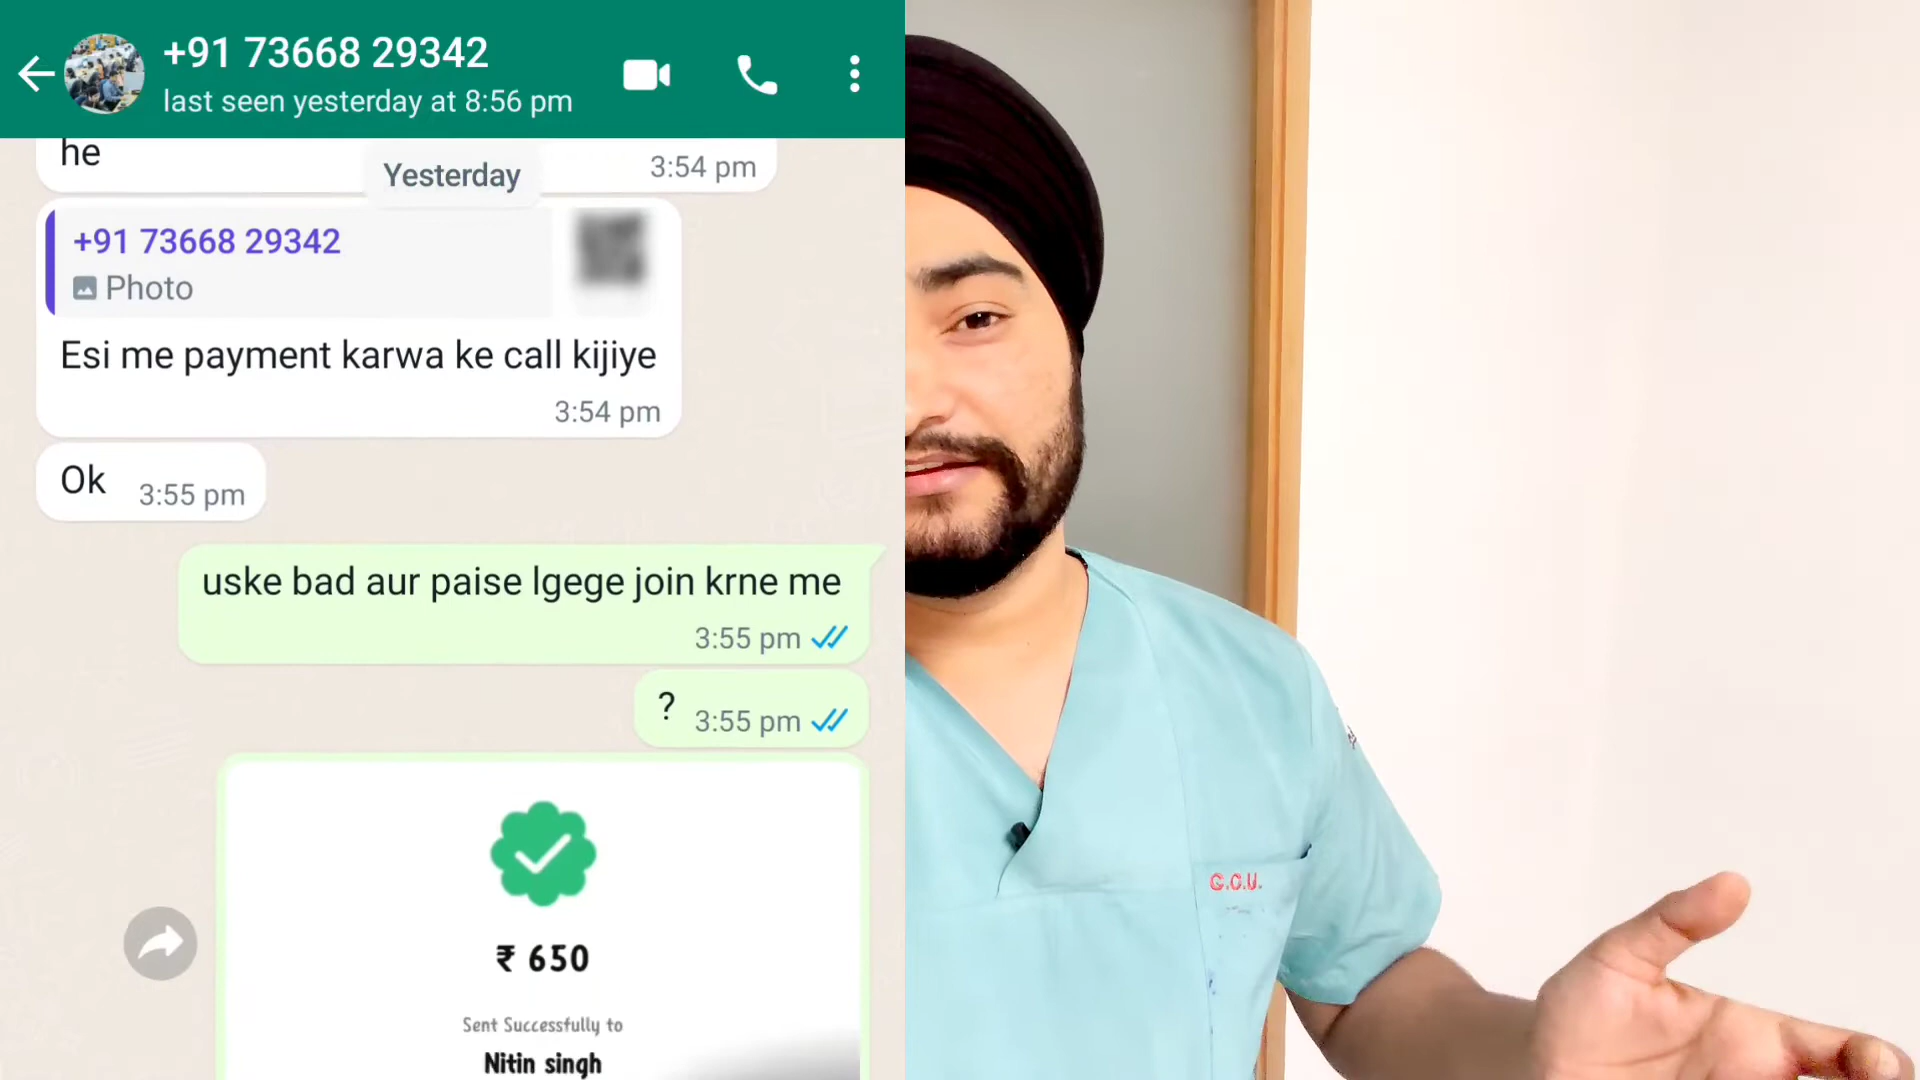 +91 73668 29342
last seen yesterday at 8:56 pm
he
3:54 pm
Yesterday
+91 73668 29342
Photo
Esi me payment karwa ke call kijiye
3:54 pm
Ok
3:55 pm
uske bad aur paise lgege join krne me
3:55 pm
?
3:55 pm
₹ 650
Sent Successfully to
Nitin singh
G.C.U.